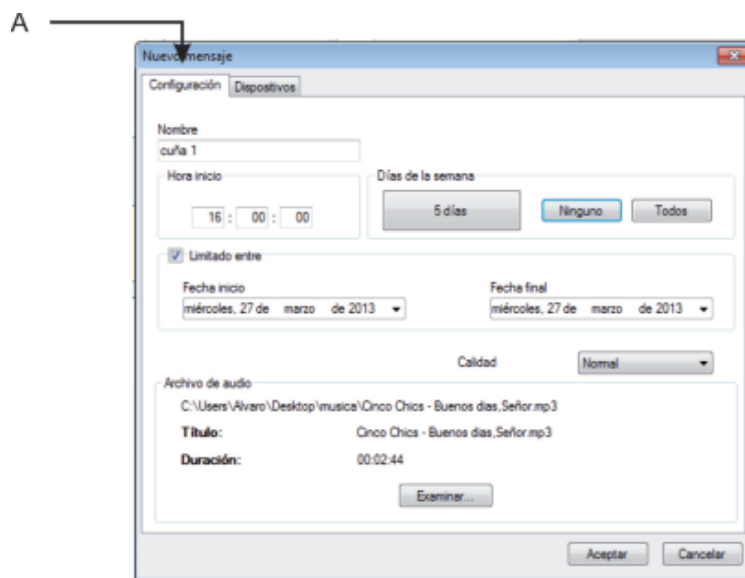 A
Nuevo mensaje
Configuración Dispositivos
Nombre
cuña 1
Hora inicio Días de la semana
16 : 00 : 00 5 días Ninguno Todos
Limitado entre
Fecha inicio Fecha final
miércoles, 27 de marzo de 2013 miércoles, 27 de marzo de 2013
Calidad Normal
Archivo de audio
C:\Users\Alvaro\Desktop\musica\Cinco Chics - Buenos dias,Señor.mp3
Título: Cinco Chics - Buenos dias,Señor.mp3
Duración: 00:02:44
Examinar...
Aceptar Cancelar